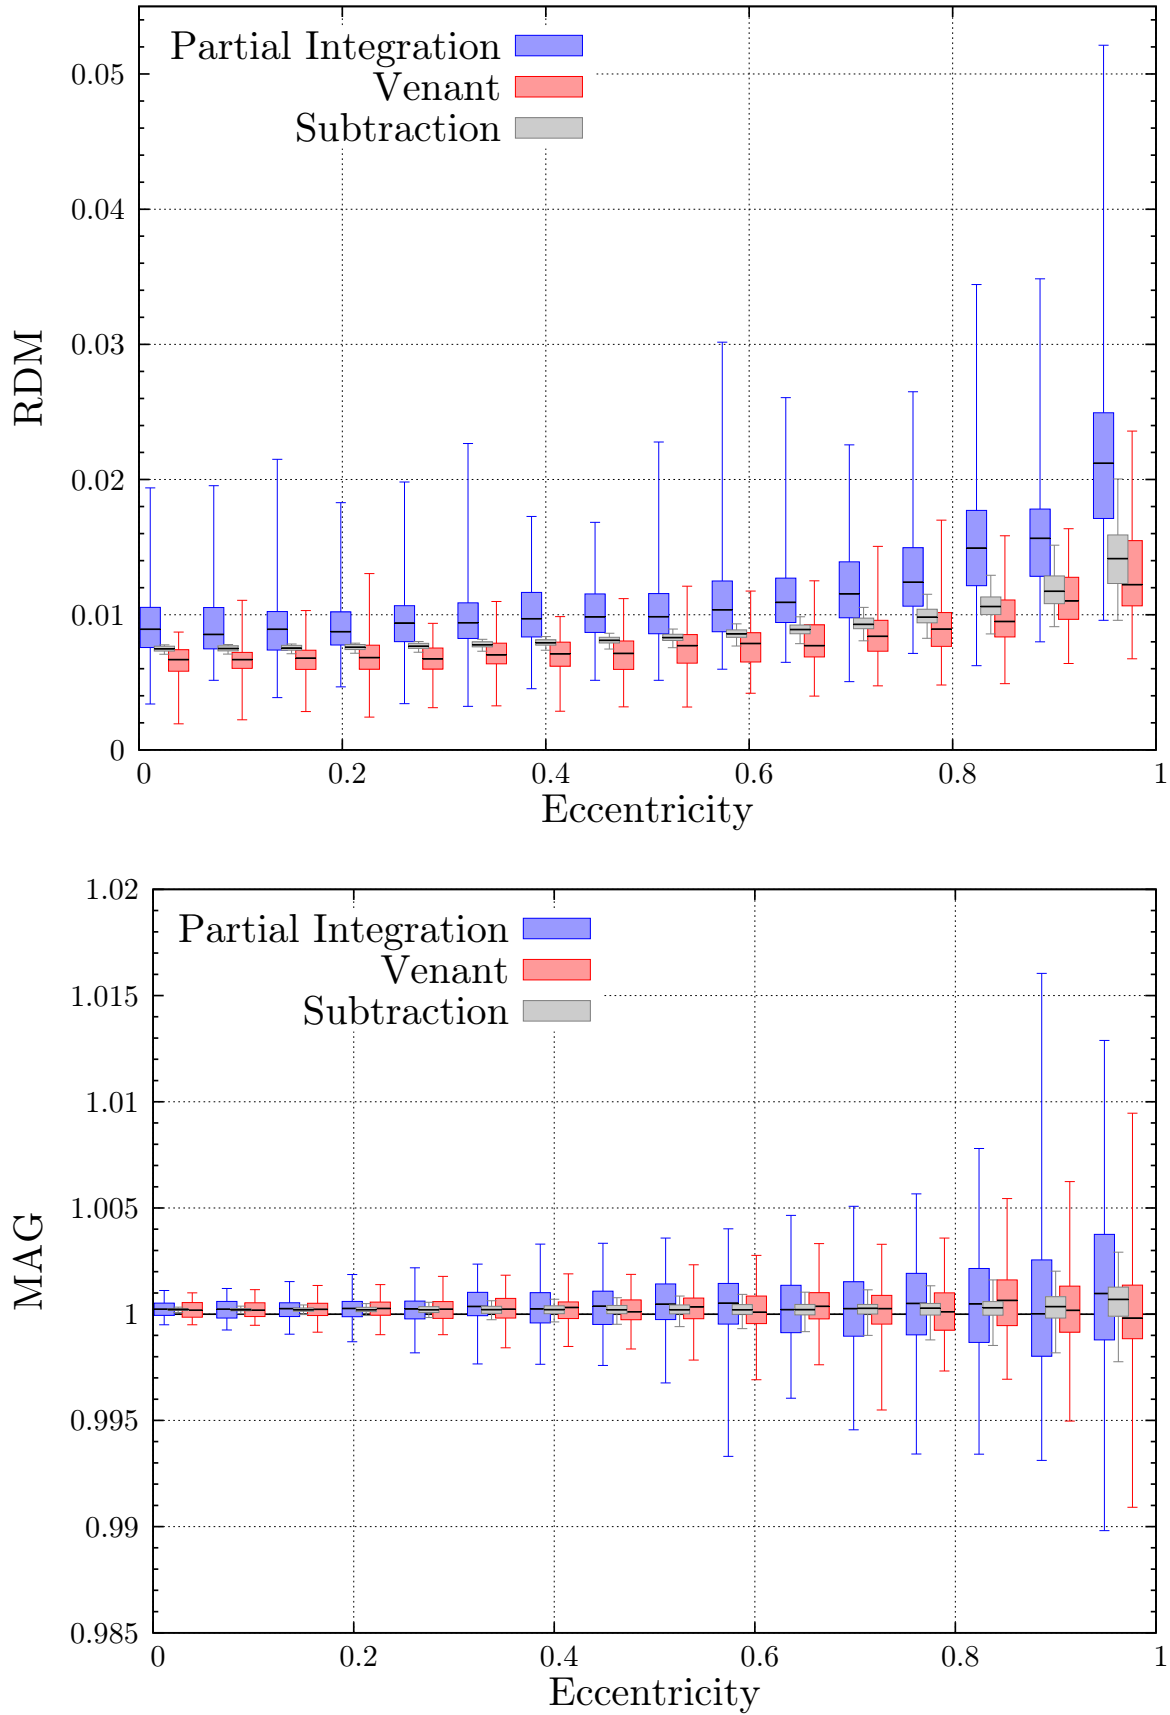 Partial Integration
Venant
Subtraction
0.05
0.04
0.03
0.02
0.01
0
RDM
0 0.2 0.4 0.6 0.8 1
Eccentricity
1.02
Partial Integration
Venant
Subtraction
1.015
1.01
1.005
1
0.995
0.99
0.985
MAG
0 0.2 0.4 0.6 0.8 1
Eccentricity